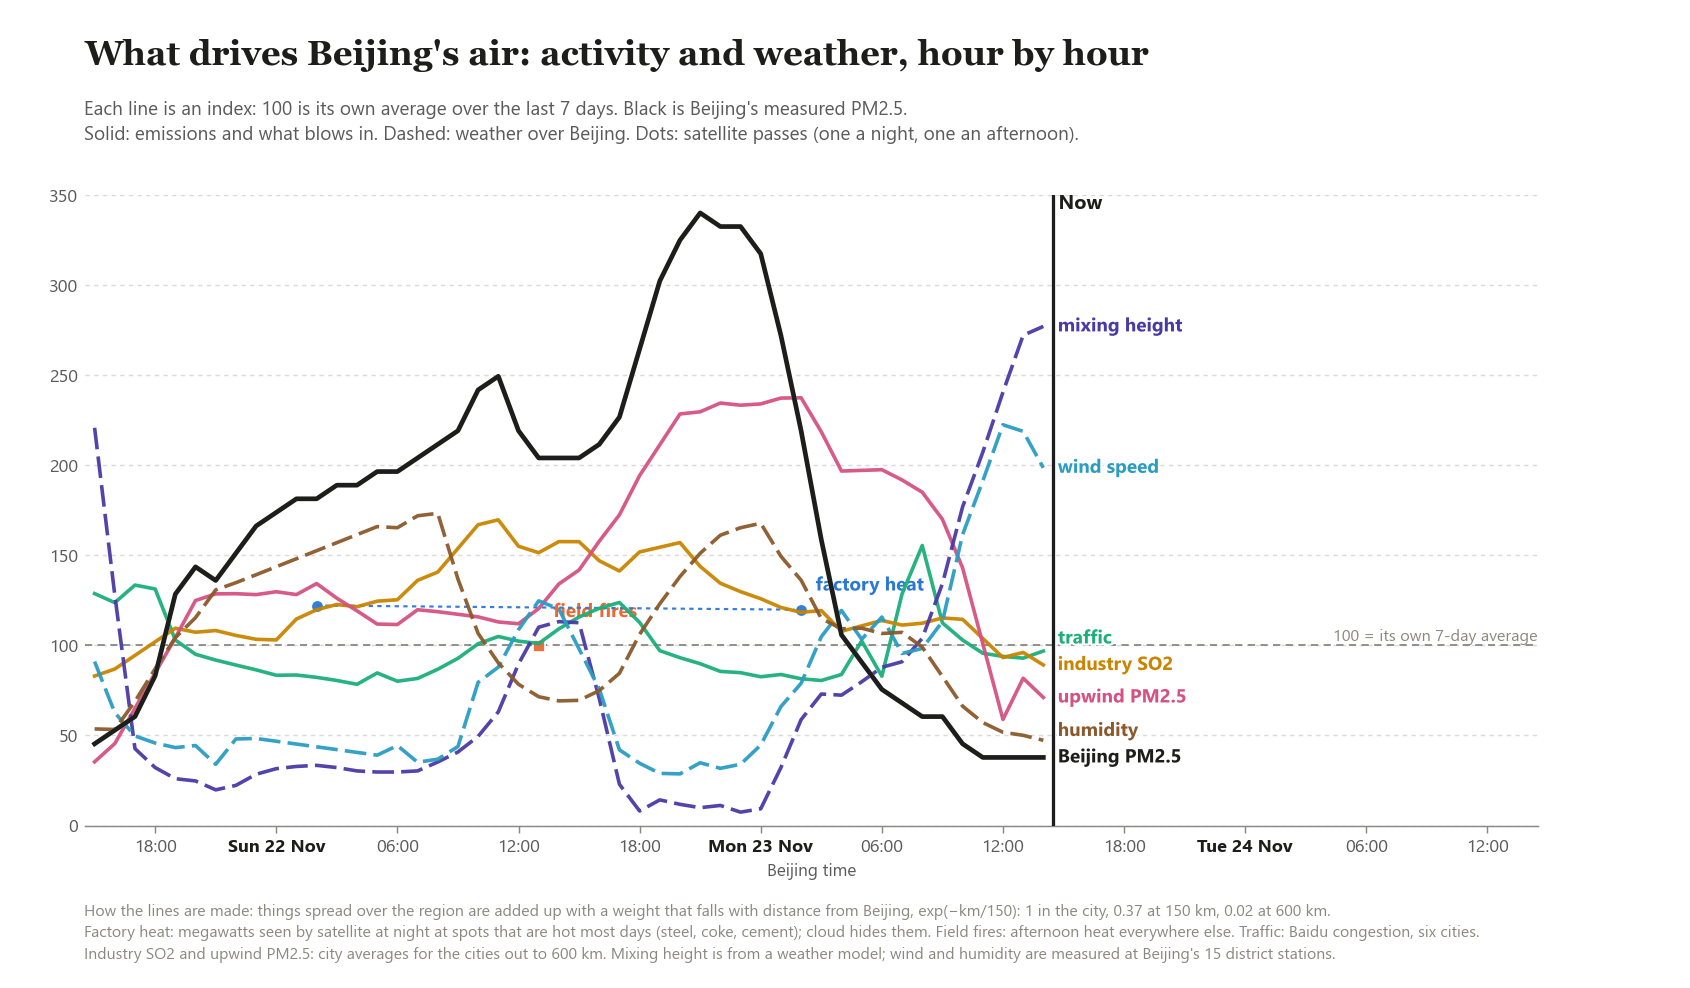 What drives Beijing's air: activity and weather, hour by hour
Each line is an index: 100 is its own average over the last 7 days. Black is Beijing's measured PM2.5.
Solid: emissions and what blows in. Dashed: weather over Beijing. Dots: satellite passes (one a night, one an afternoon).
350
Now
300
mixing height
250
200
wind speed
150
factory heat
field fires
traffic
100 = its own 7-day average
100
industry SO2
upwind PM2.5
humidity
50
Beijing PM2.5
0
18:00 Sun 22 Nov 06:00 12:00 18:00 Mon 23 Nov 06:00 12:00 18:00 Tue 24 Nov 06:00 12:00
Beijing time
How the lines are made: things spread over the region are added up with a weight that falls with distance from Beijing, exp(−km/150): 1 in the city, 0.37 at 150 km, 0.02 at 600 km.
Factory heat: megawatts seen by satellite at night at spots that are hot most days (steel, coke, cement); cloud hides them. Field fires: afternoon heat everywhere else. Traffic: Baidu congestion, six cities.
Industry SO2 and upwind PM2.5: city averages for the cities out to 600 km. Mixing height is from a weather model; wind and humidity are measured at Beijing's 15 district stations.